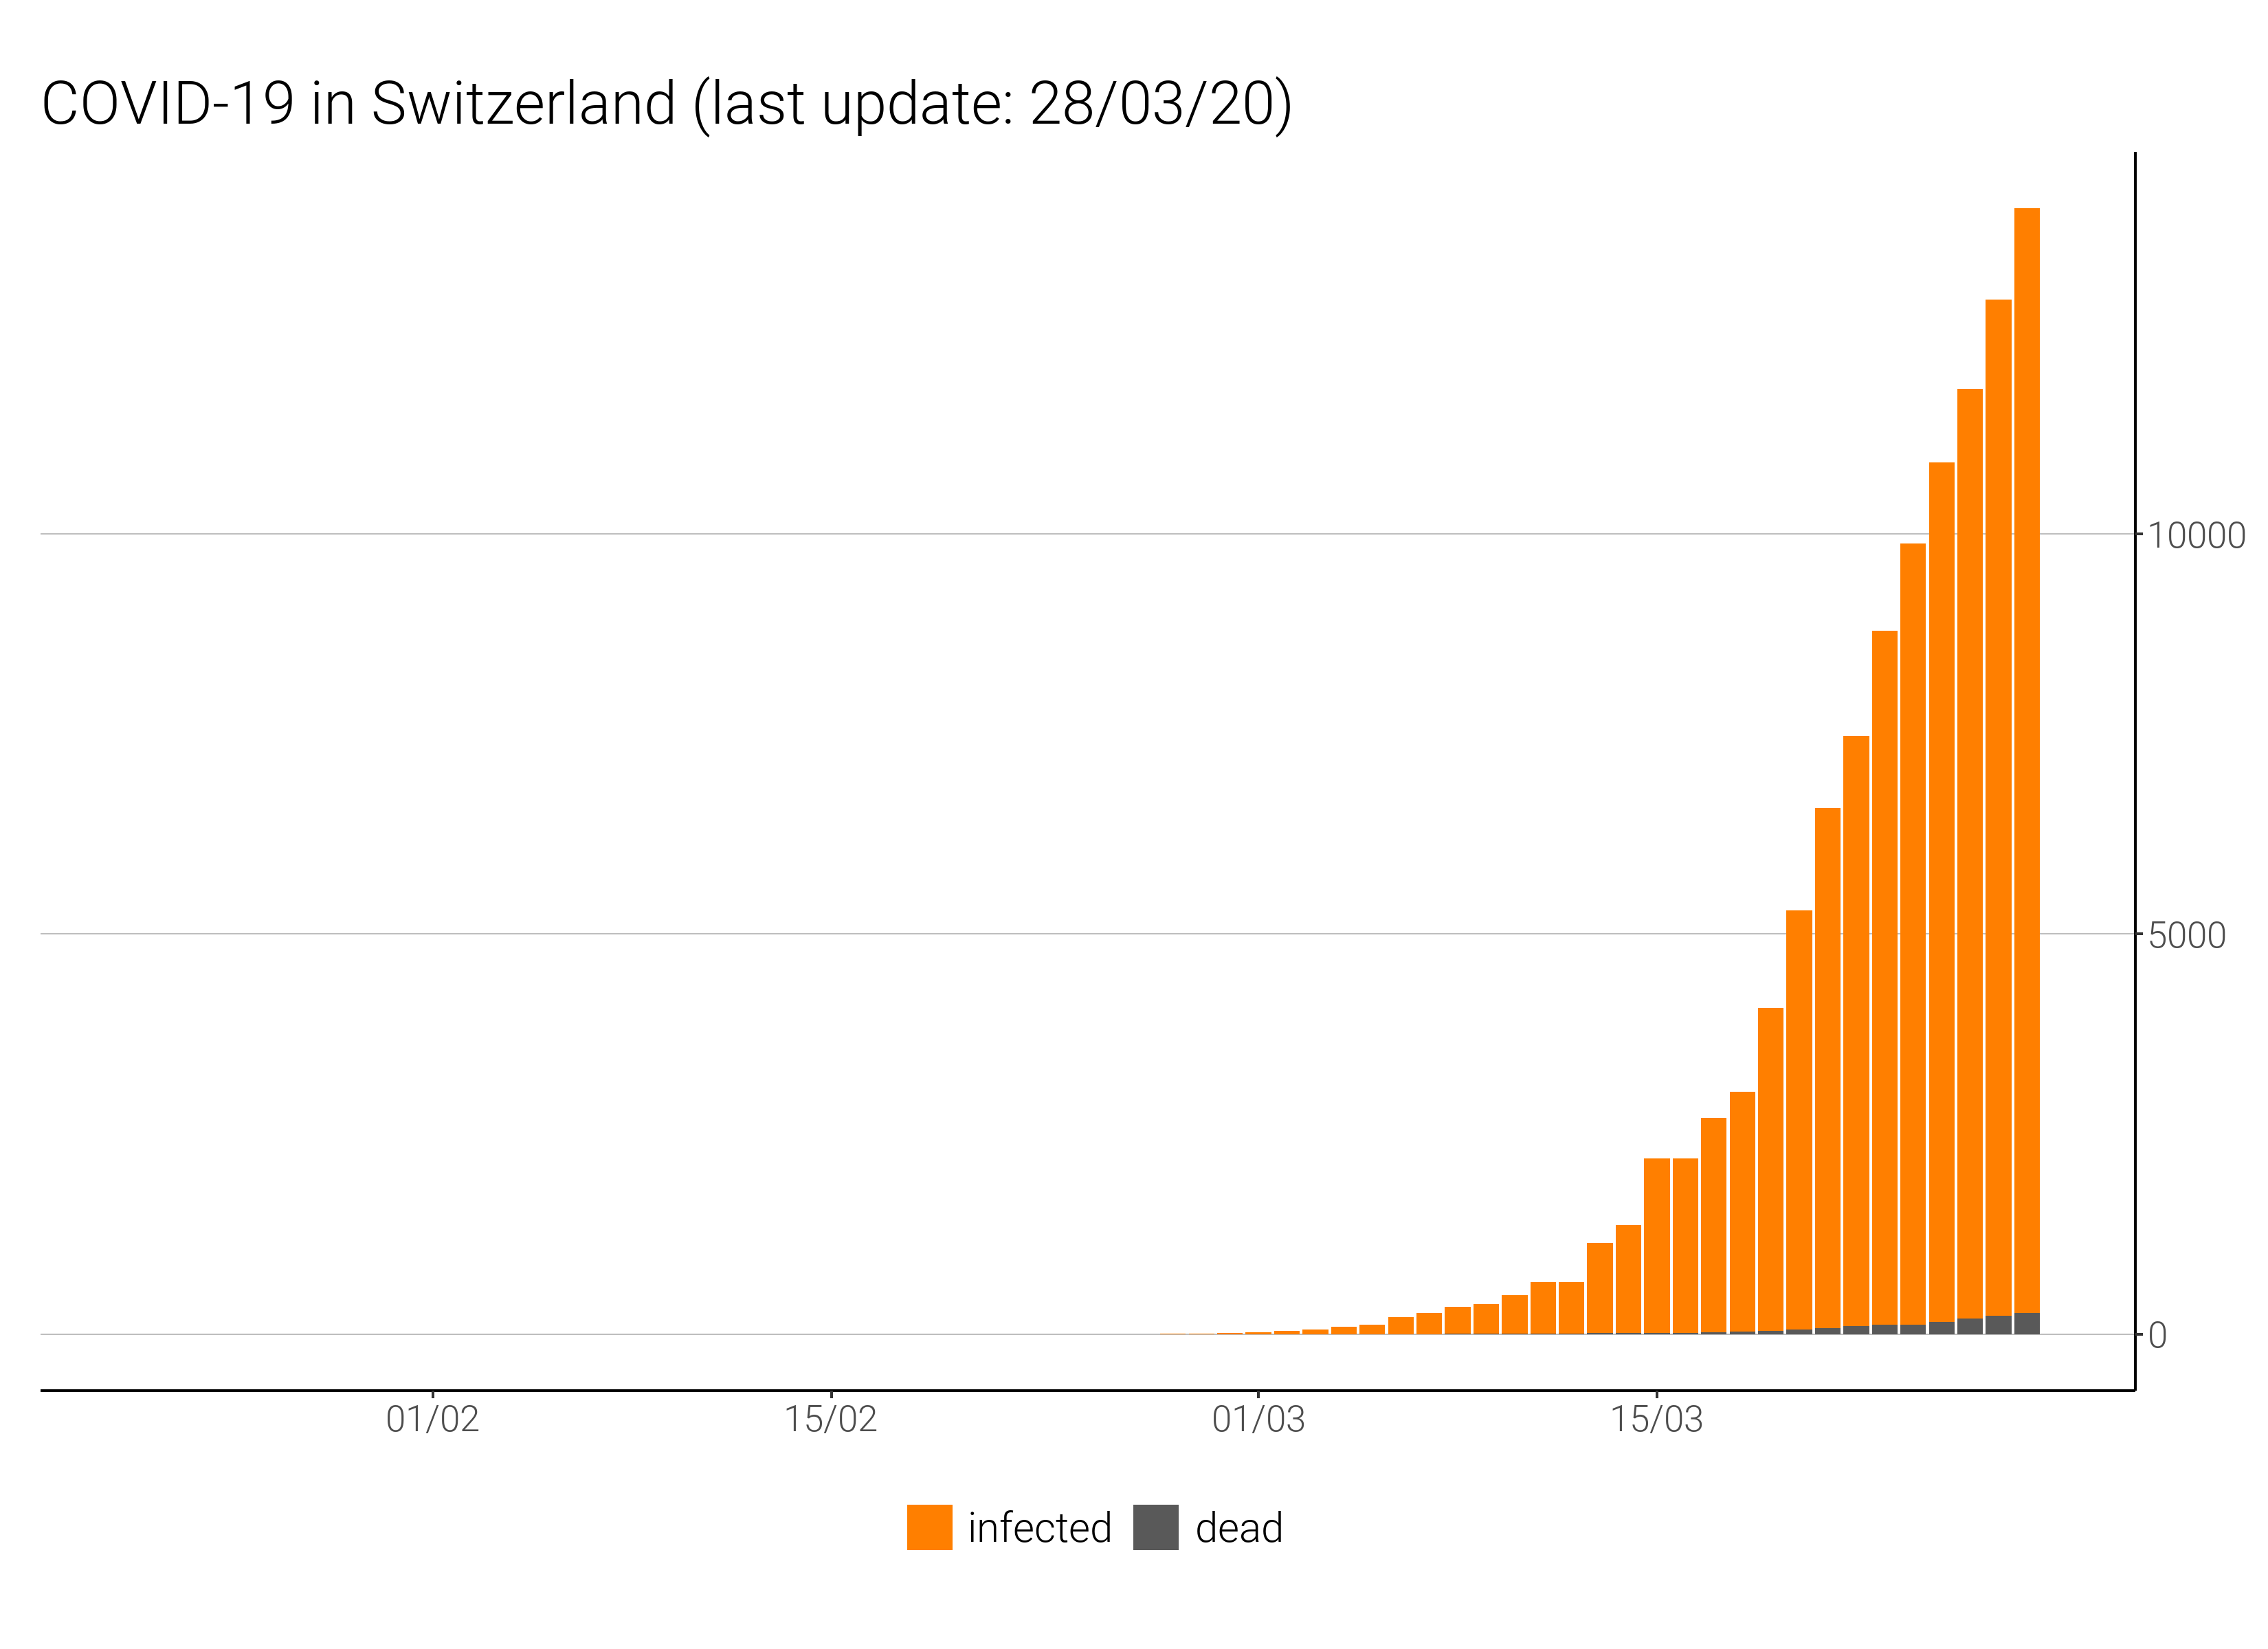 COVID-19 in Switzerland (last update: 28/03/20)
10000
5000
0
01/02 15/02 01/03 15/03
infected dead